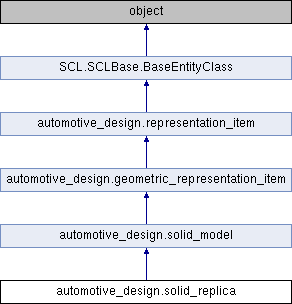 object
SCL.SCLBase.BaseEntityClass
automotive_design.representation_item
automotive_design.geometric_representation_item
automotive_design.solid_model
automotive_design.solid_replica